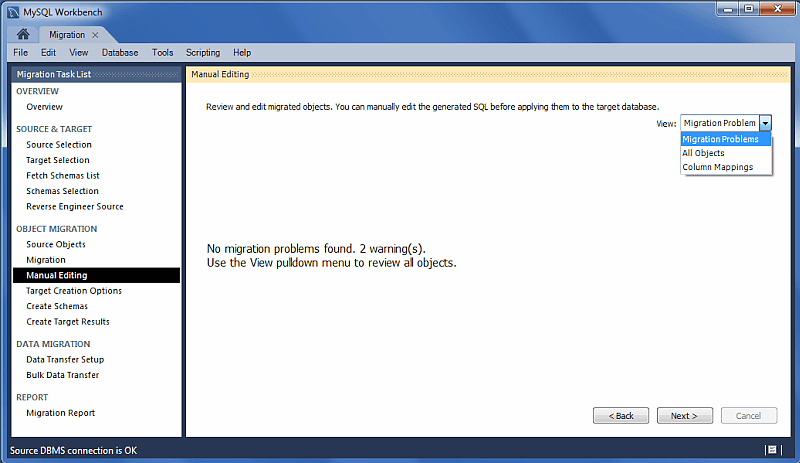 MySQL Workbench
Migration
File Edit View Database Tools Scripting Help
Migration Task List
OVERVIEW
Overview
SOURCE & TARGET
Source Selection
Target Selection
Fetch Schemas List
Schemas Selection
Reverse Engineer Source
OBJECT MIGRATION
Source Objects
Migration
Manual Editing
Target Creation Options
Create Schemas
Create Target Results
DATA MIGRATION
Data Transfer Setup
Bulk Data Transfer
REPORT
Migration Report
Manual Editing
Review and edit migrated objects. You can manually edit the generated SQL before applying them to the target database.
View: Migration Problem
Migration Problems
All Objects
Column Mappings
No migration problems found. 2 warning(s).
Use the View pulldown menu to review all objects.
< Back Next > Cancel
Source DBMS connection is OK